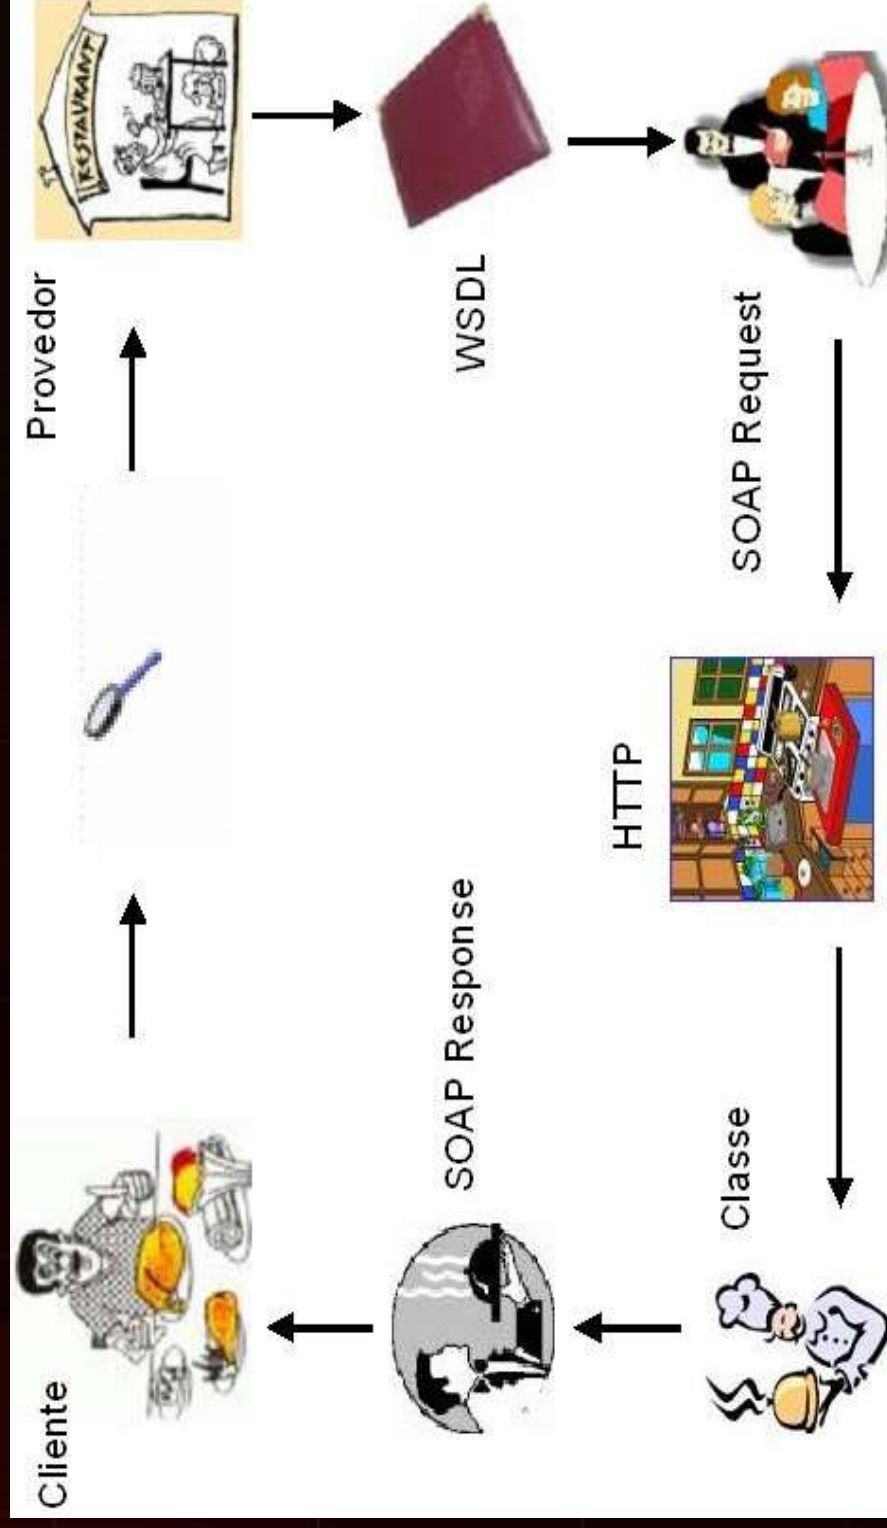 Cliente
Provedor
RESTAURANT
WSDL
SOAP Request
HTTP
Classe
SOAP Response